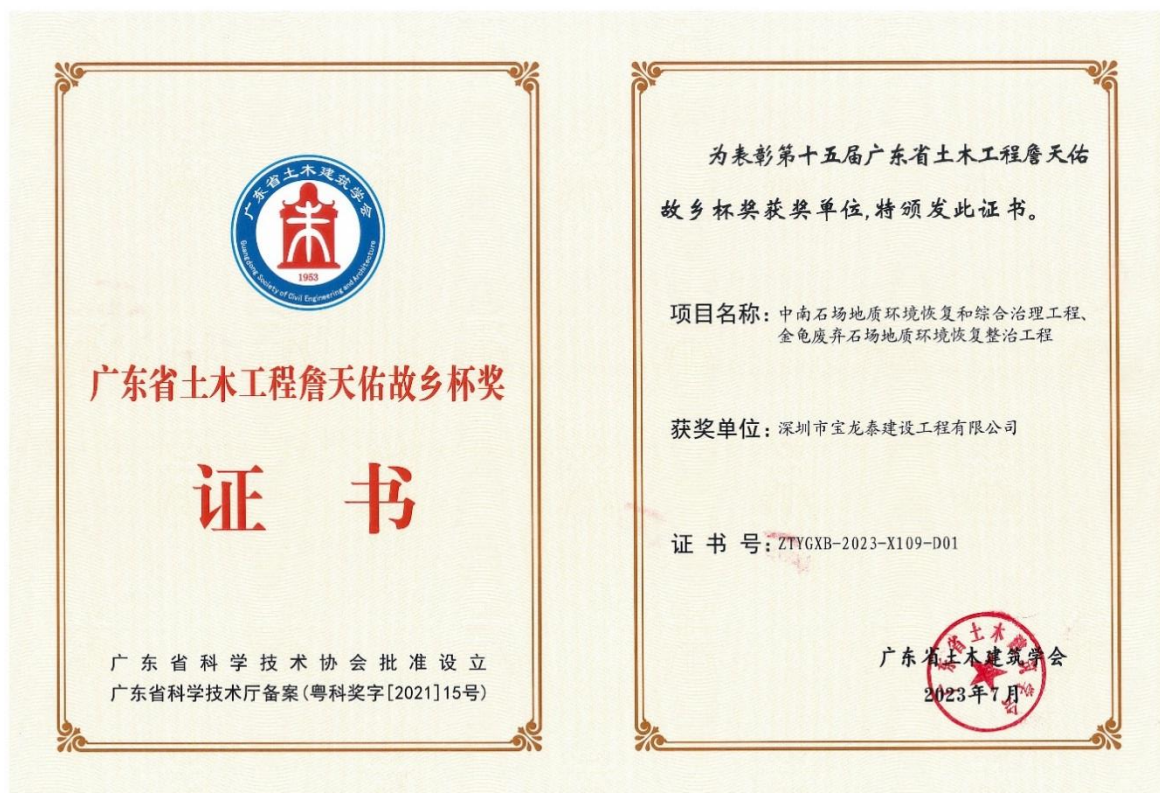 广东省土木建筑学会
1953
Guangdong Society of Civil Engineering and Architecture
广东省土木工程詹天佑故乡杯奖
证 书
广东省科学技术协会批准设立
广东省科学技术厅备案(粤科奖字[2021]15号)
为表彰第十五届广东省土木工程詹天佑
故乡杯奖获奖单位,特颁发此证书。
项目名称:中南石场地质环境恢复和综合治理工程、
金龟废弃石场地质环境恢复整治工程
获奖单位:深圳市宝龙泰建设工程有限公司
证 书 号:ZTYGXB-2023-X109-D01
广东省土木建筑学会
2023年7月
广东省土木建筑学会